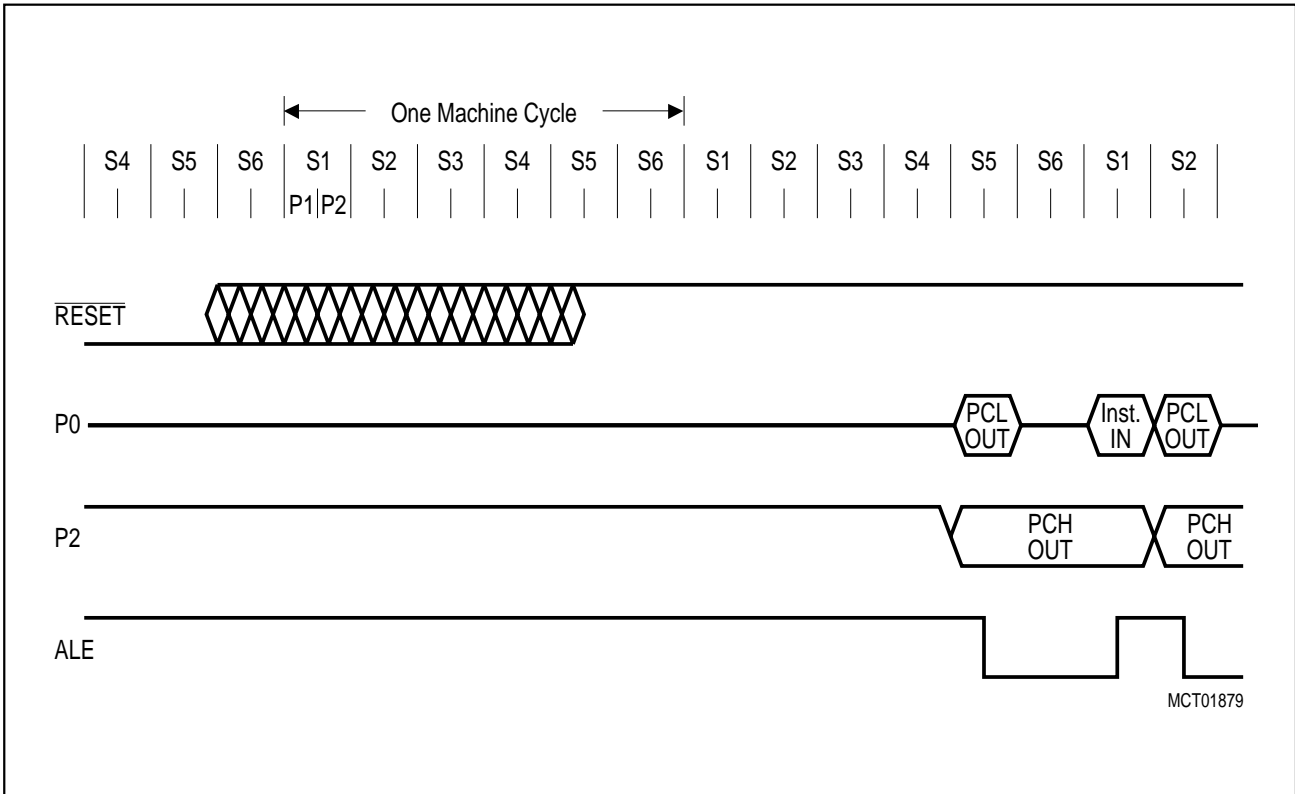 One Machine Cycle
S4 S5 S6 S1 S2 S3 S4 S5 S6 S1 S2 S3 S4 S5 S6 S1 S2
P1 P2
RESET
P0
PCL OUT
Inst. IN
PCL OUT
P2
PCH OUT
PCH OUT
ALE
MCT01879